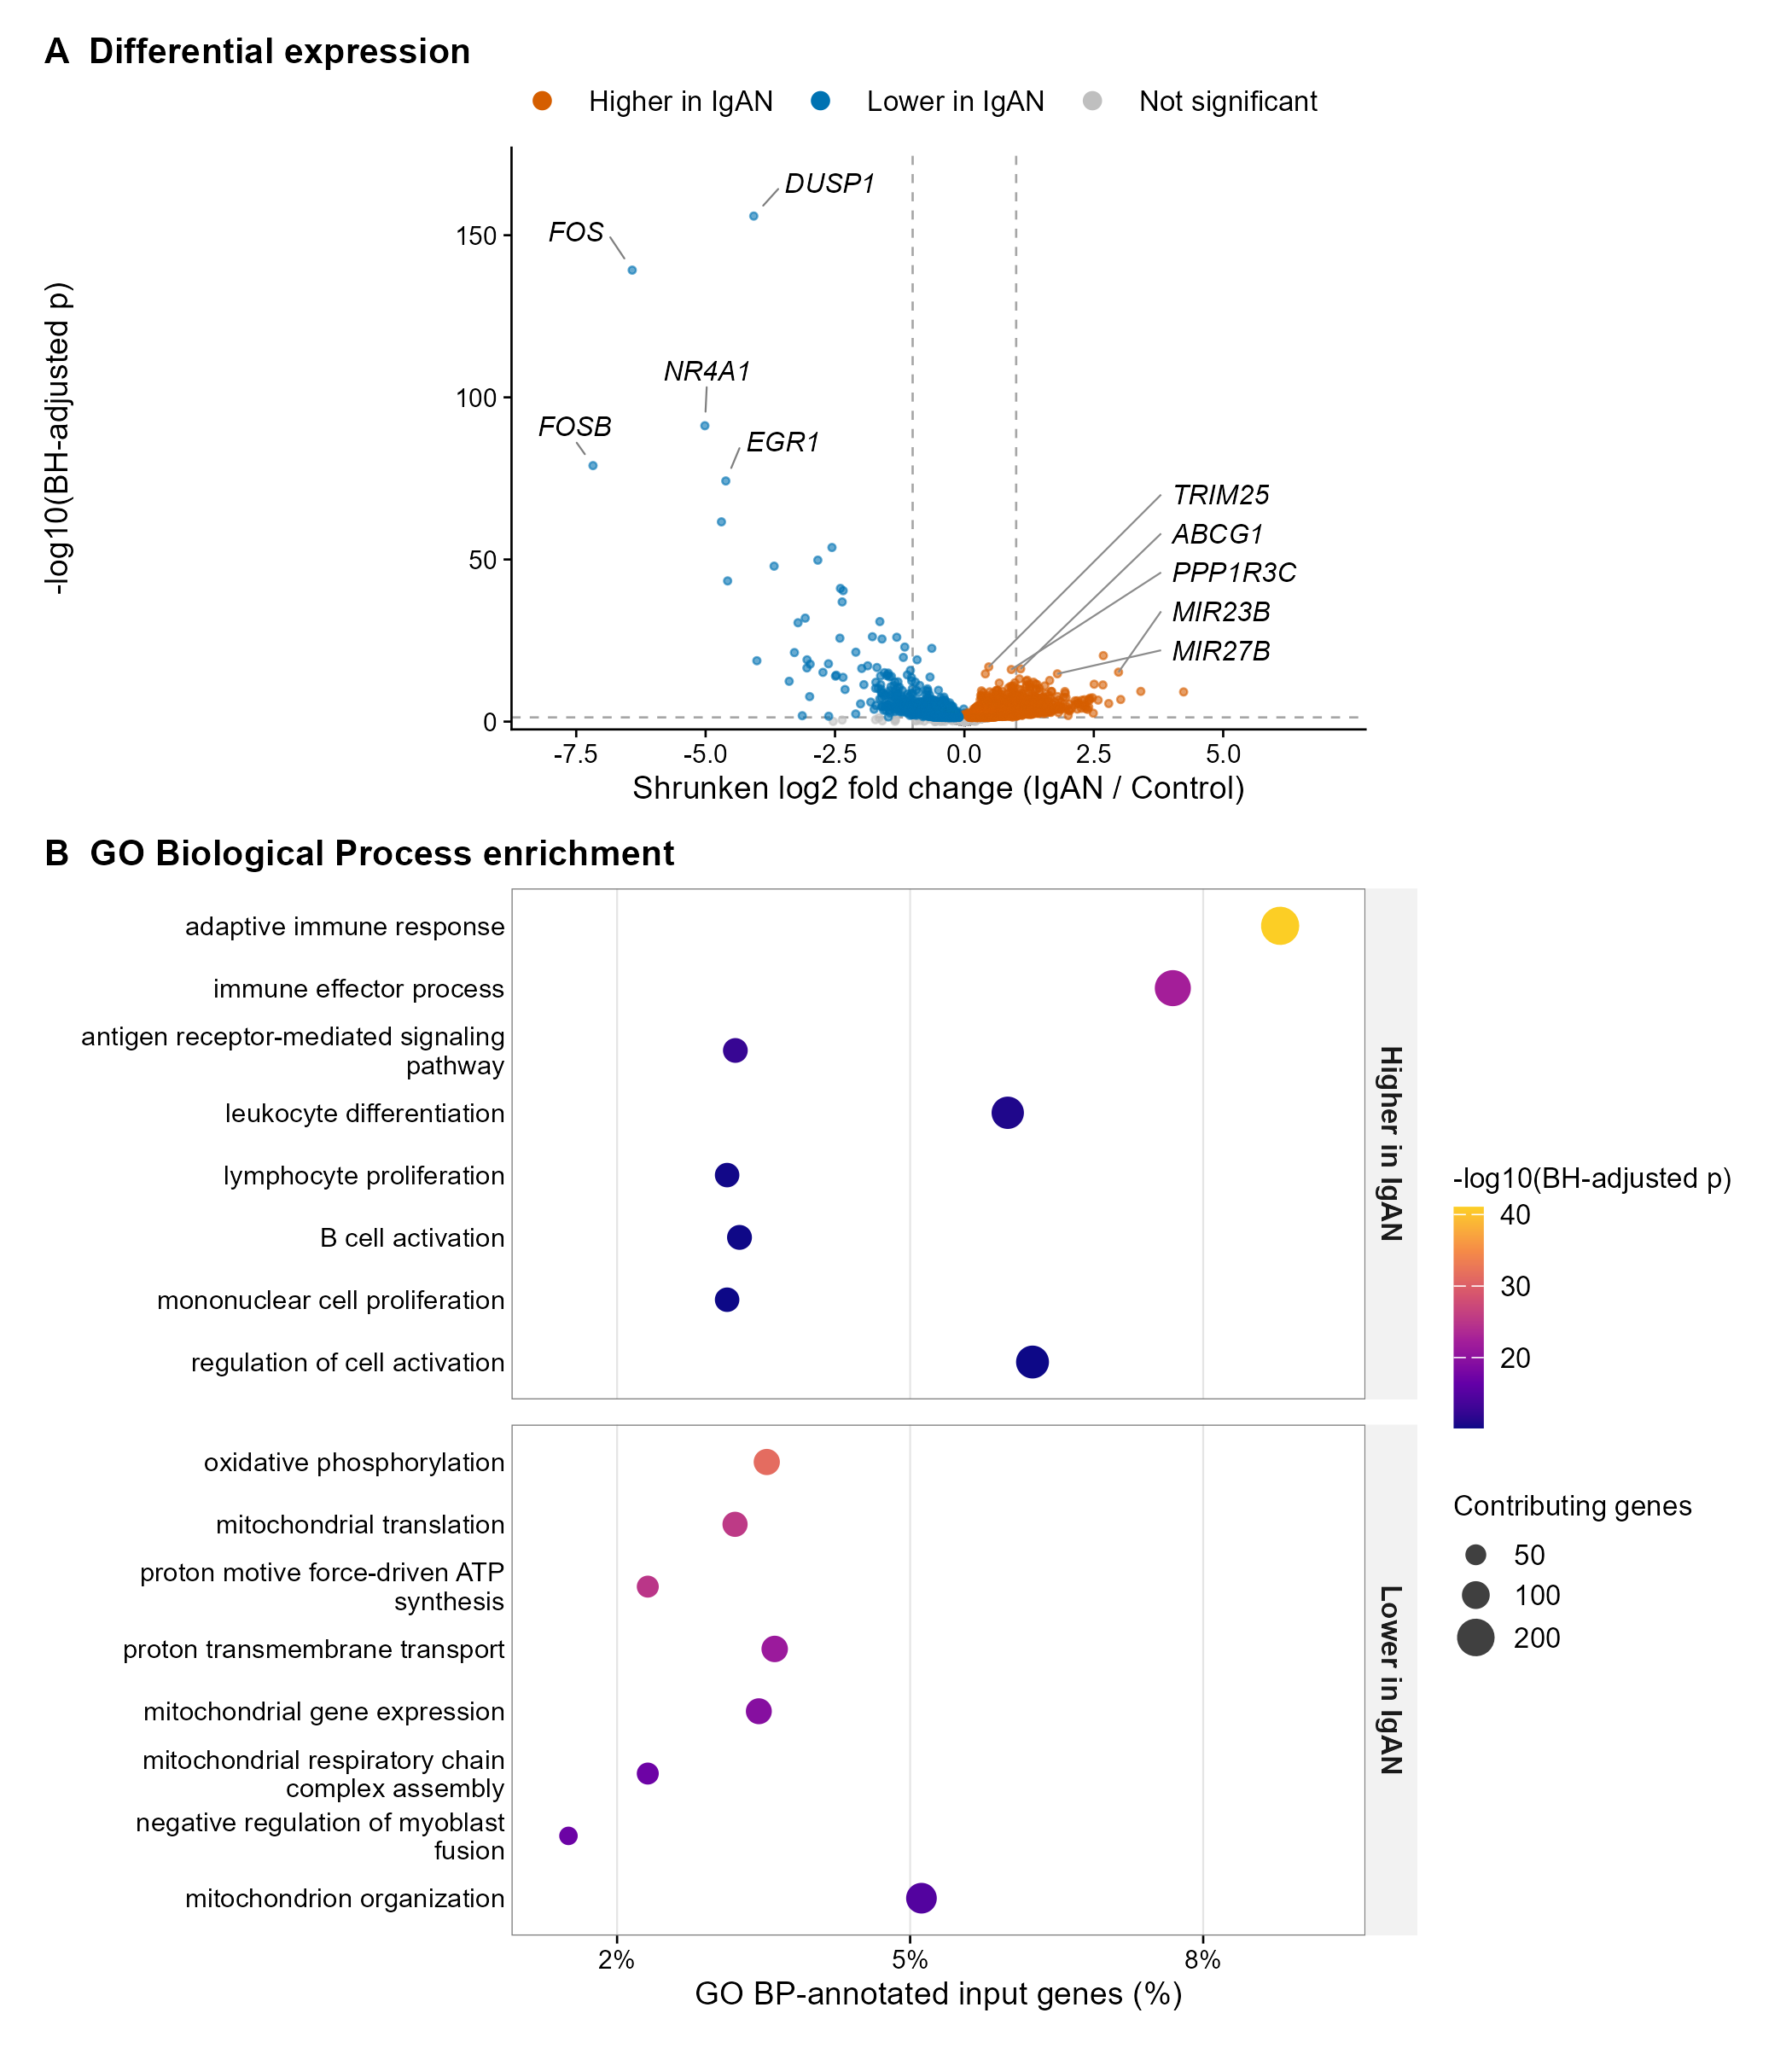 A Differential expression
Higher in IgAN Lower in IgAN Not significant
-log10(BH-adjusted p)
150
100
50
0
DUSP1
FOS
NR4A1
FOSB
EGR1
TRIM25
ABCG1
PPP1R3C
MIR23B
MIR27B
-7.5 -5.0 -2.5 0.0 2.5 5.0
Shrunken log2 fold change (IgAN / Control)
B GO Biological Process enrichment
adaptive immune response
immune effector process
antigen receptor-mediated signaling
pathway
leukocyte differentiation
lymphocyte proliferation
B cell activation
mononuclear cell proliferation
regulation of cell activation
Higher in IgAN
oxidative phosphorylation
mitochondrial translation
proton motive force-driven ATP
synthesis
proton transmembrane transport
mitochondrial gene expression
mitochondrial respiratory chain
complex assembly
negative regulation of myoblast
fusion
mitochondrion organization
Lower in IgAN
2% 5% 8%
GO BP-annotated input genes (%)
-log10(BH-adjusted p)
40
30
20
Contributing genes
50
100
200